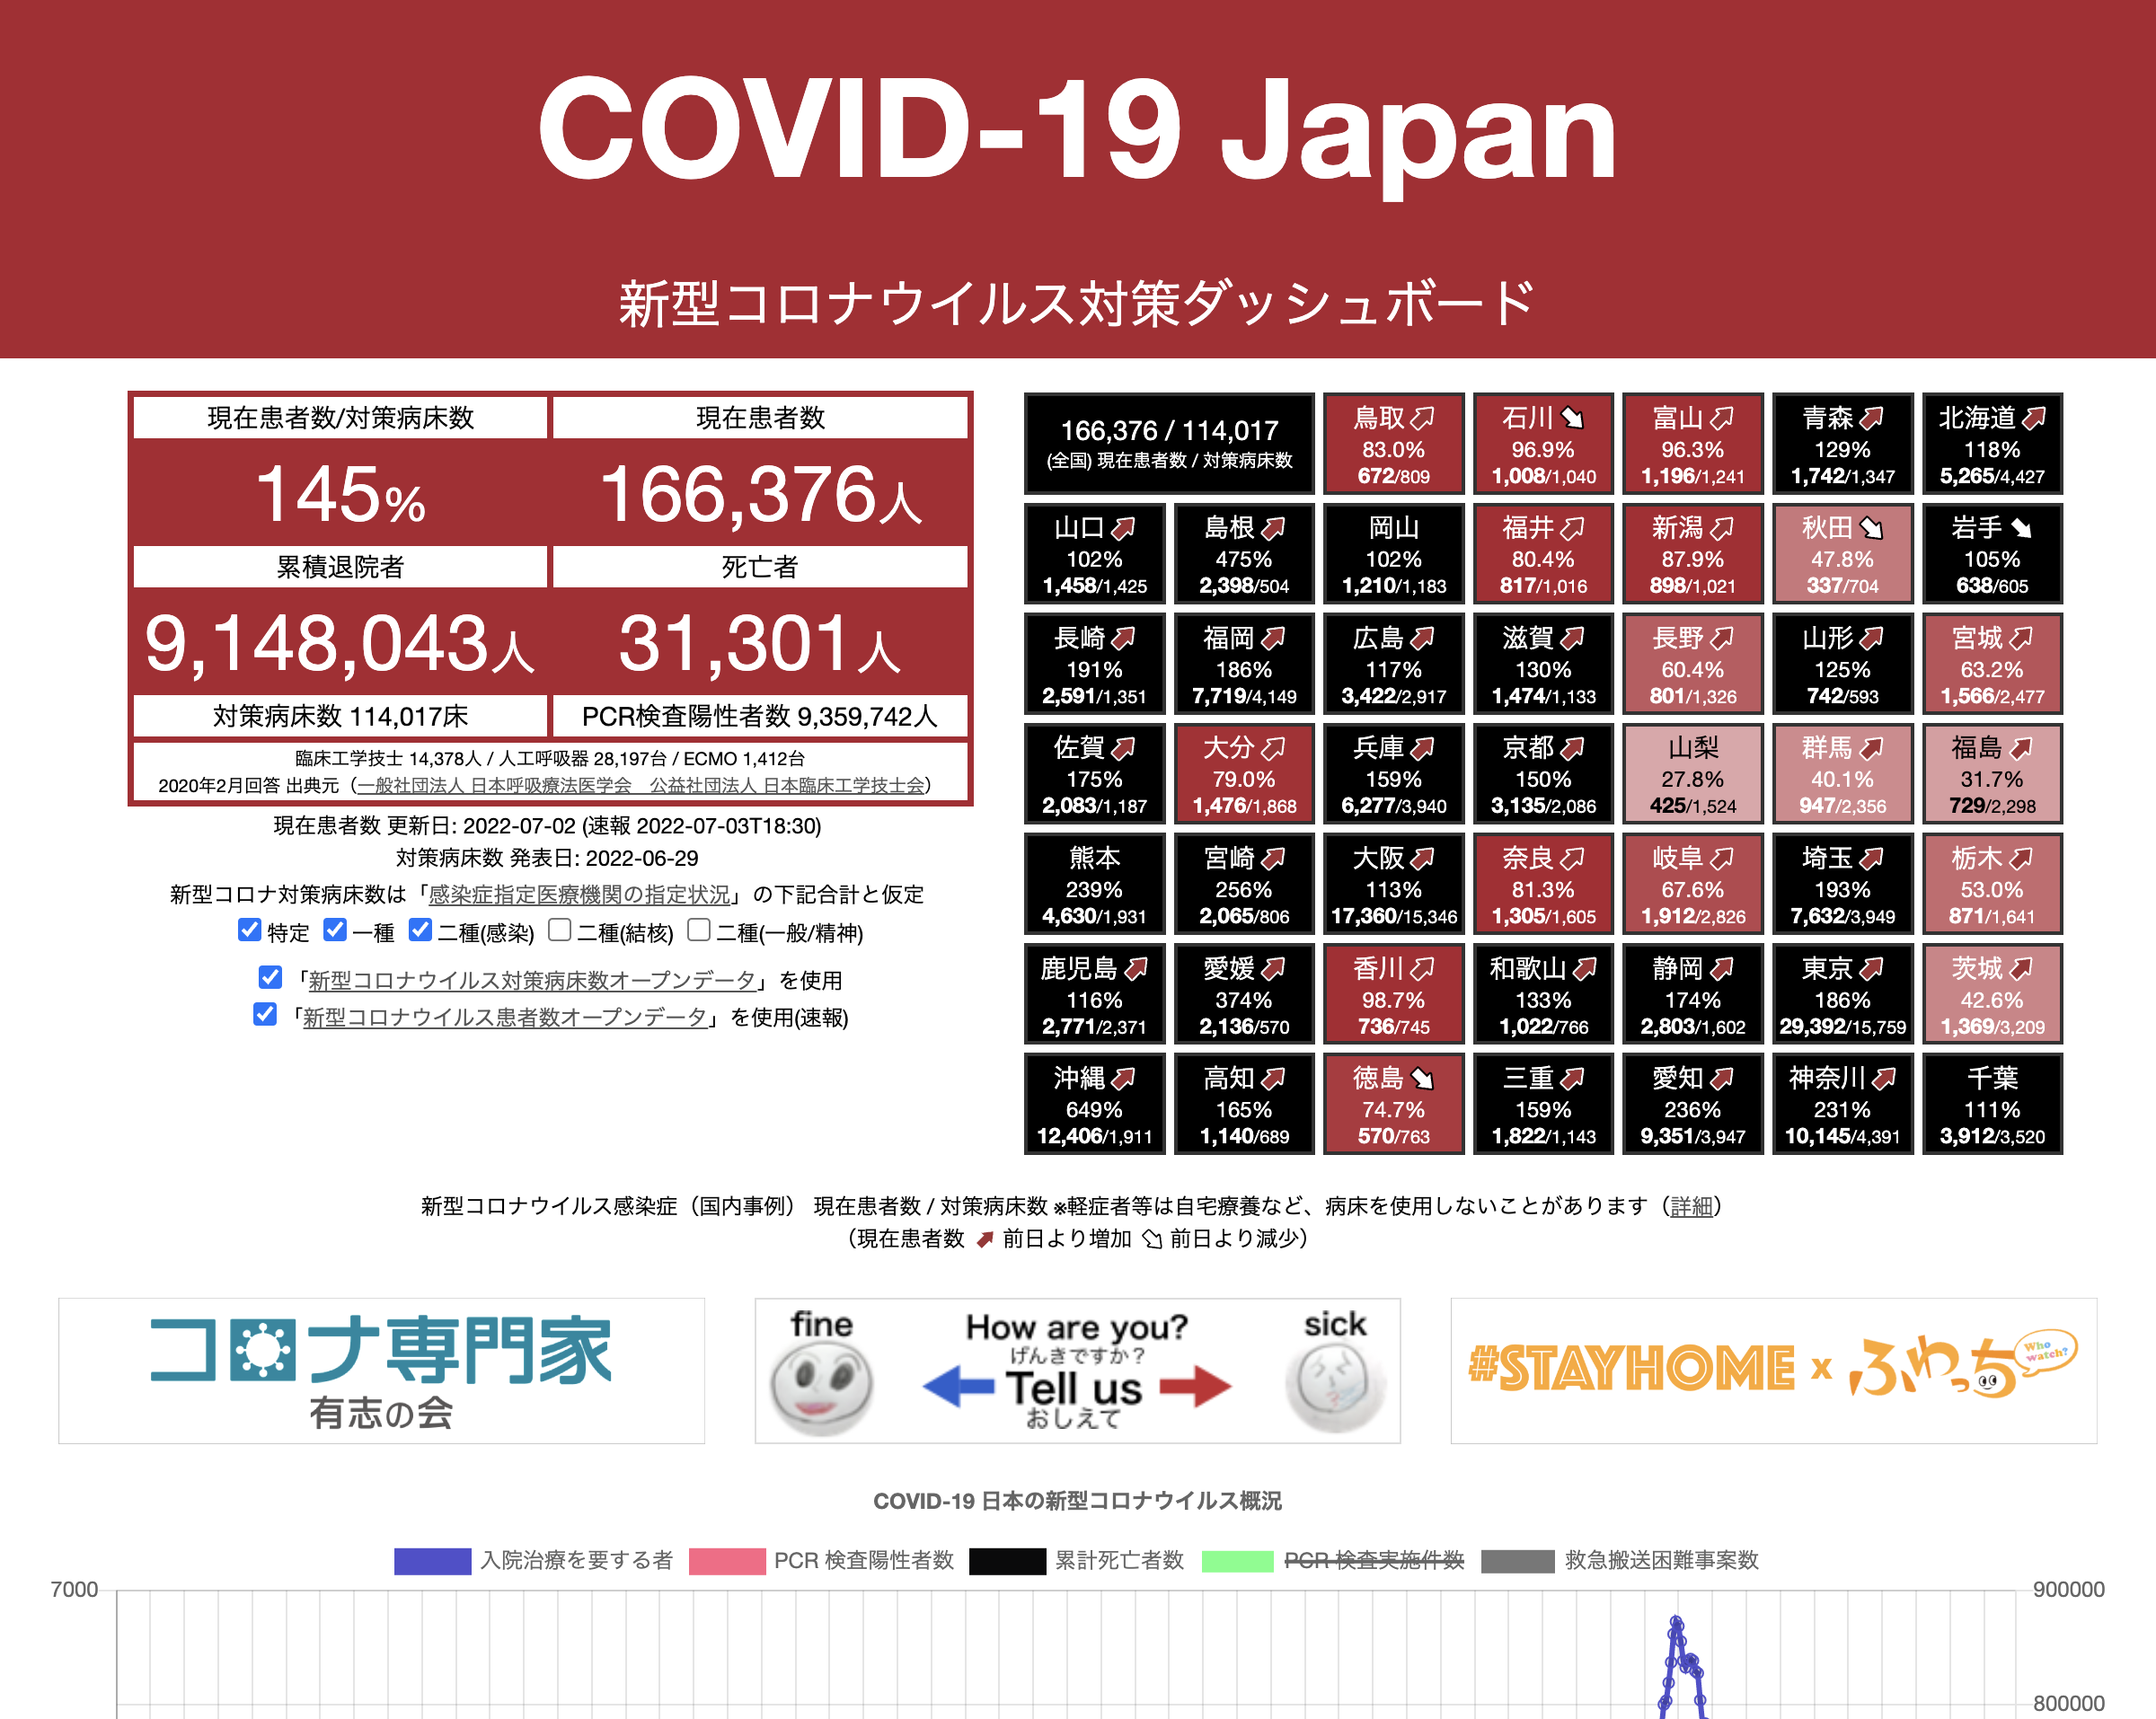 COVID-19 Japan
新型コロナウイルス対策ダッシュボード
現在患者数/対策病床数 現在患者数
145% 166,376人
累積退院者 死亡者
9,148,043人 31,301人
対策病床数 114,017床 PCR検査陽性者数 9,359,742人
臨床工学技士 14,378人 / 人工呼吸器 28,197台 / ECMO 1,412台
2020年2月回答 出典元（一般社団法人 日本呼吸療法医学会　公益社団法人 日本臨床工学技士会）
現在患者数 更新日: 2022-07-02 (速報 2022-07-03T18:30)
対策病床数 発表日: 2022-06-29
新型コロナ対策病床数は「感染症指定医療機関の指定状況」の下記合計と仮定
特定 一種 二種(感染) 二種(結核) 二種(一般/精神)
「新型コロナウイルス対策病床数オープンデータ」を使用
「新型コロナウイルス患者数オープンデータ」を使用(速報)
166,376 / 114,017
(全国) 現在患者数 / 対策病床数
鳥取 石川 富山 青森 北海道
83.0% 96.9% 96.3% 129% 118%
672/809 1,008/1,040 1,196/1,241 1,742/1,347 5,265/4,427
山口 島根 岡山 福井 新潟 秋田 岩手
102% 475% 102% 80.4% 87.9% 47.8% 105%
1,458/1,425 2,398/504 1,210/1,183 817/1,016 898/1,021 337/704 638/605
長崎 福岡 広島 滋賀 長野 山形 宮城
191% 186% 117% 130% 60.4% 125% 63.2%
2,591/1,351 7,719/4,149 3,422/2,917 1,474/1,133 801/1,326 742/593 1,566/2,477
佐賀 大分 兵庫 京都 山梨 群馬 福島
175% 79.0% 159% 150% 27.8% 40.1% 31.7%
2,083/1,187 1,476/1,868 6,277/3,940 3,135/2,086 425/1,524 947/2,356 729/2,298
熊本 宮崎 大阪 奈良 岐阜 埼玉 栃木
239% 256% 113% 81.3% 67.6% 193% 53.0%
4,630/1,931 2,065/806 17,360/15,346 1,305/1,605 1,912/2,826 7,632/3,949 871/1,641
鹿児島 愛媛 香川 和歌山 静岡 東京 茨城
116% 374% 98.7% 133% 174% 186% 42.6%
2,771/2,371 2,136/570 736/745 1,022/766 2,803/1,602 29,392/15,759 1,369/3,209
沖縄 高知 徳島 三重 愛知 神奈川 千葉
649% 165% 74.7% 159% 236% 231% 111%
12,406/1,911 1,140/689 570/763 1,822/1,143 9,351/3,947 10,145/4,391 3,912/3,520
新型コロナウイルス感染症（国内事例） 現在患者数 / 対策病床数 ※軽症者等は自宅療養など、病床を使用しないことがあります（詳細）
（現在患者数 前日より増加 前日より減少）
コロナ専門家
有志の会
fine How are you? sick
げんきですか？
Tell us
おしえて
#STAYHOME x ふわっち Who watch?
COVID-19 日本の新型コロナウイルス概況
入院治療を要する者 PCR 検査陽性者数 累計死亡者数 PCR 検査実施件数 救急搬送困難事案数
7000 900000
800000